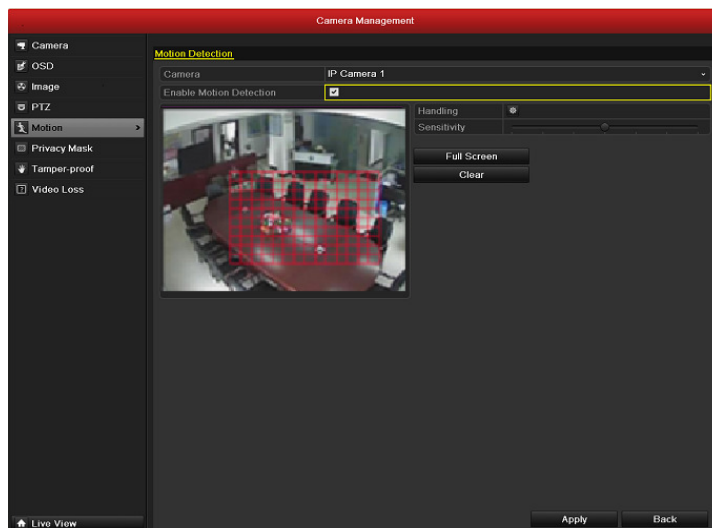 Camera Management
Camera
OSD
Image
PTZ
Motion
Privacy Mask
Tamper-proof
Video Loss
Live View
Motion Detection
Camera IP Camera 1
Enable Motion Detection
Handling
Sensitivity
Full Screen
Clear
Apply Back